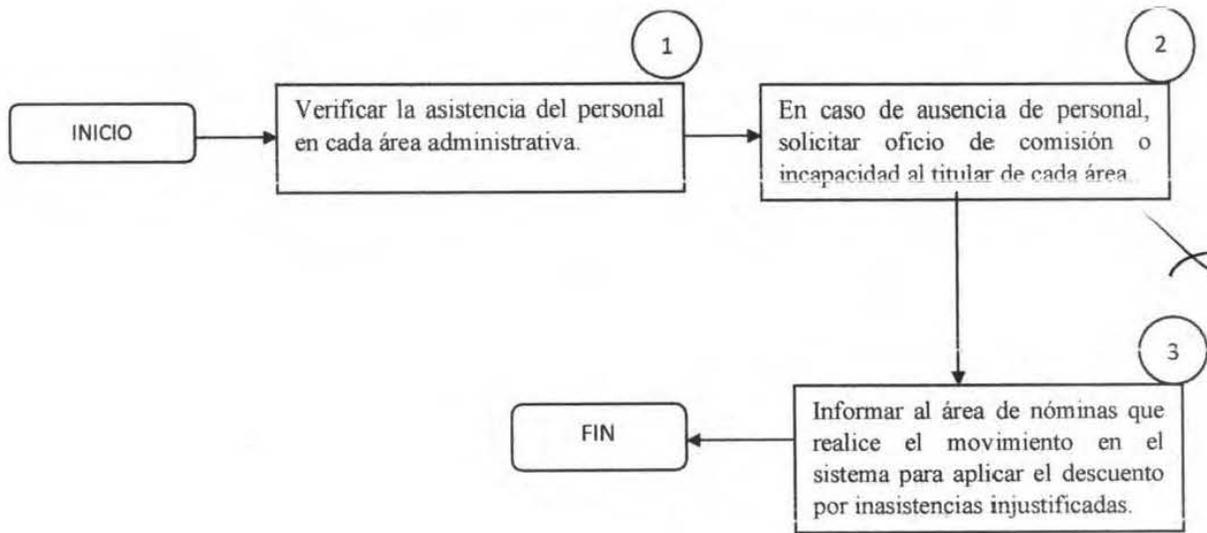 1
INICIO
Verificar la asistencia del personal
en cada área administrativa.
2
En caso de ausencia de personal,
solicitar oficio de comisión o
incapacidad al titular de cada área.
3
Informar al área de nóminas que
realice el movimiento en el
sistema para aplicar el descuento
por inasistencias injustificadas.
FIN